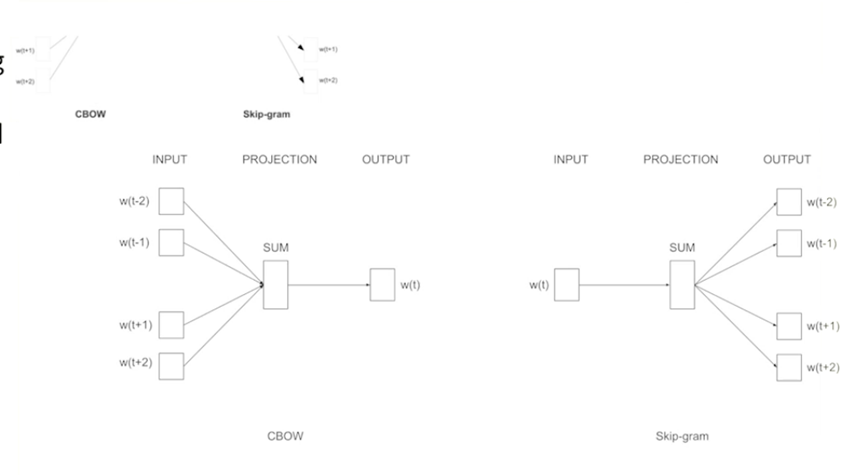 w(t+1) w(t+1)
w(t+2) w(t+2)
CBOW Skip-gram
INPUT PROJECTION OUTPUT INPUT PROJECTION OUTPUT
w(t-2) w(t-2)
w(t-1) SUM SUM w(t-1)
w(t) w(t)
w(t+1) w(t+1)
w(t+2) w(t+2)
CBOW Skip-gram